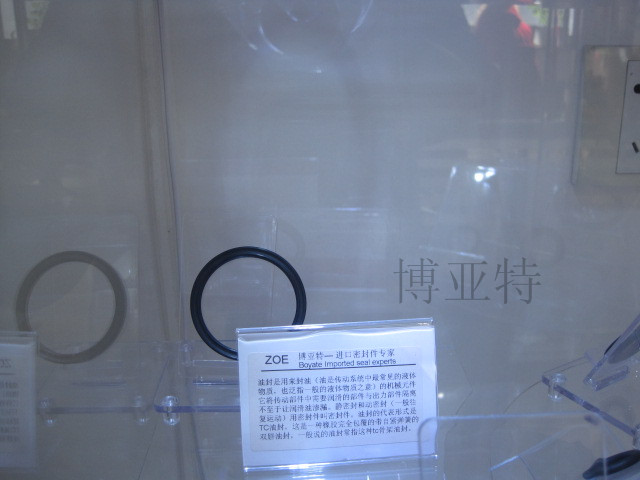 博亚特
ZOE 博亚特—进口密封件专家
Boyate Imported seal experts
油封是用来封油（油是传动系统中最常见的液体
物质，也泛指一般的液体物质之意）的机械元件
它将传动部件中需要润滑的部件与出力部件隔离
不至于让润滑油渗漏。静密封和动密封（一般往
复运动）用密封件叫密封件。油封的代表形式是
TC油封，这是一种橡胶完全包覆的带自紧弹簧的
双唇油封，一般说的油封常指这种tc骨架油封。